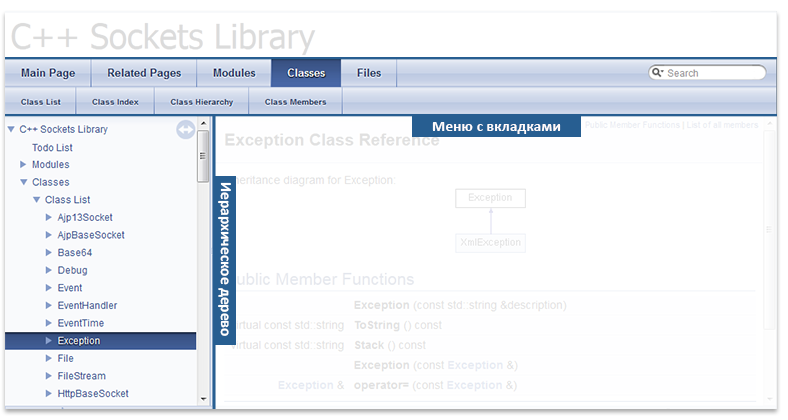 C++ Sockets Library
Main Page Related Pages Modules Classes Files Search
Class List Class Index Class Hierarchy Class Members
Меню с вкладками
Public Member Functions | List of all members
C++ Sockets Library
Todo List
Modules
Classes
Class List
Ajp13Socket
AjpBaseSocket
Base64
Debug
Event
EventHandler
EventTime
Exception
File
FileStream
HttpBaseSocket
Иерархическое дерево
Exception Class Reference
heritance diagram for Exception:
Exception
XmlException
ublic Member Functions
Exception (const std::string &description)
virtual const std::string ToString () const
virtual const std::string Stack () const
Exception (const Exception &)
Exception & operator= (const Exception &)